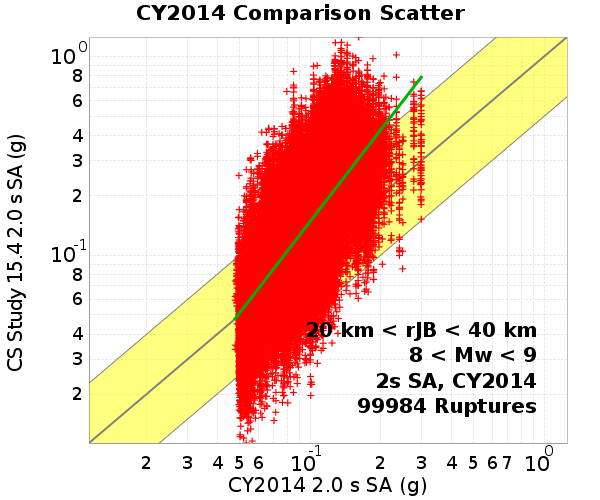 CY2014 Comparison Scatter
CS Study 15.4 2.0 s SA (g)
10^0
8
6
4
3
2
10^-1
8
6
4
3
2
20 km < rJB < 40 km
8 < Mw < 9
2s SA, CY2014
99984 Ruptures
2 3 4 5 6 10^-1 2 3 4 5 6 7 10^0
CY2014 2.0 s SA (g)